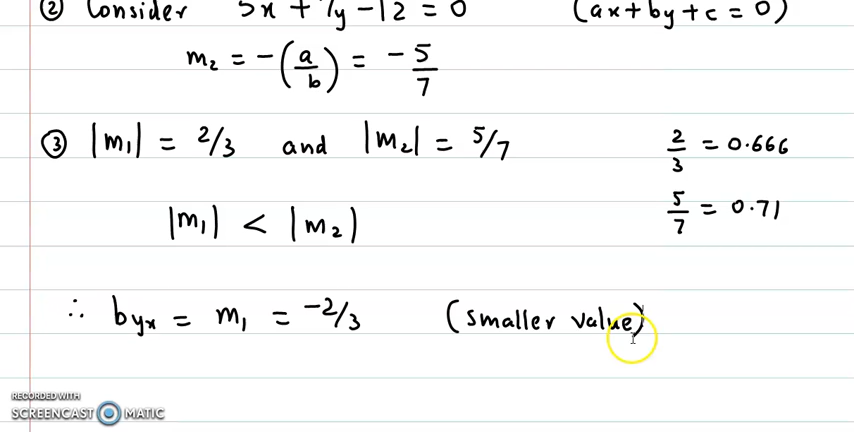 ② Consider 5x + 7y - 12 = 0 (ax + by + c = 0)
m₂ = -(a/b) = -5/7
③ |m₁| = 2/3 and |m₂| = 5/7
2/3 = 0.666
5/7 = 0.71
|m₁| < |m₂|
∴ byx = m₁ = -2/3 (smaller value)
RECORDED WITH
SCREENCAST MATIC